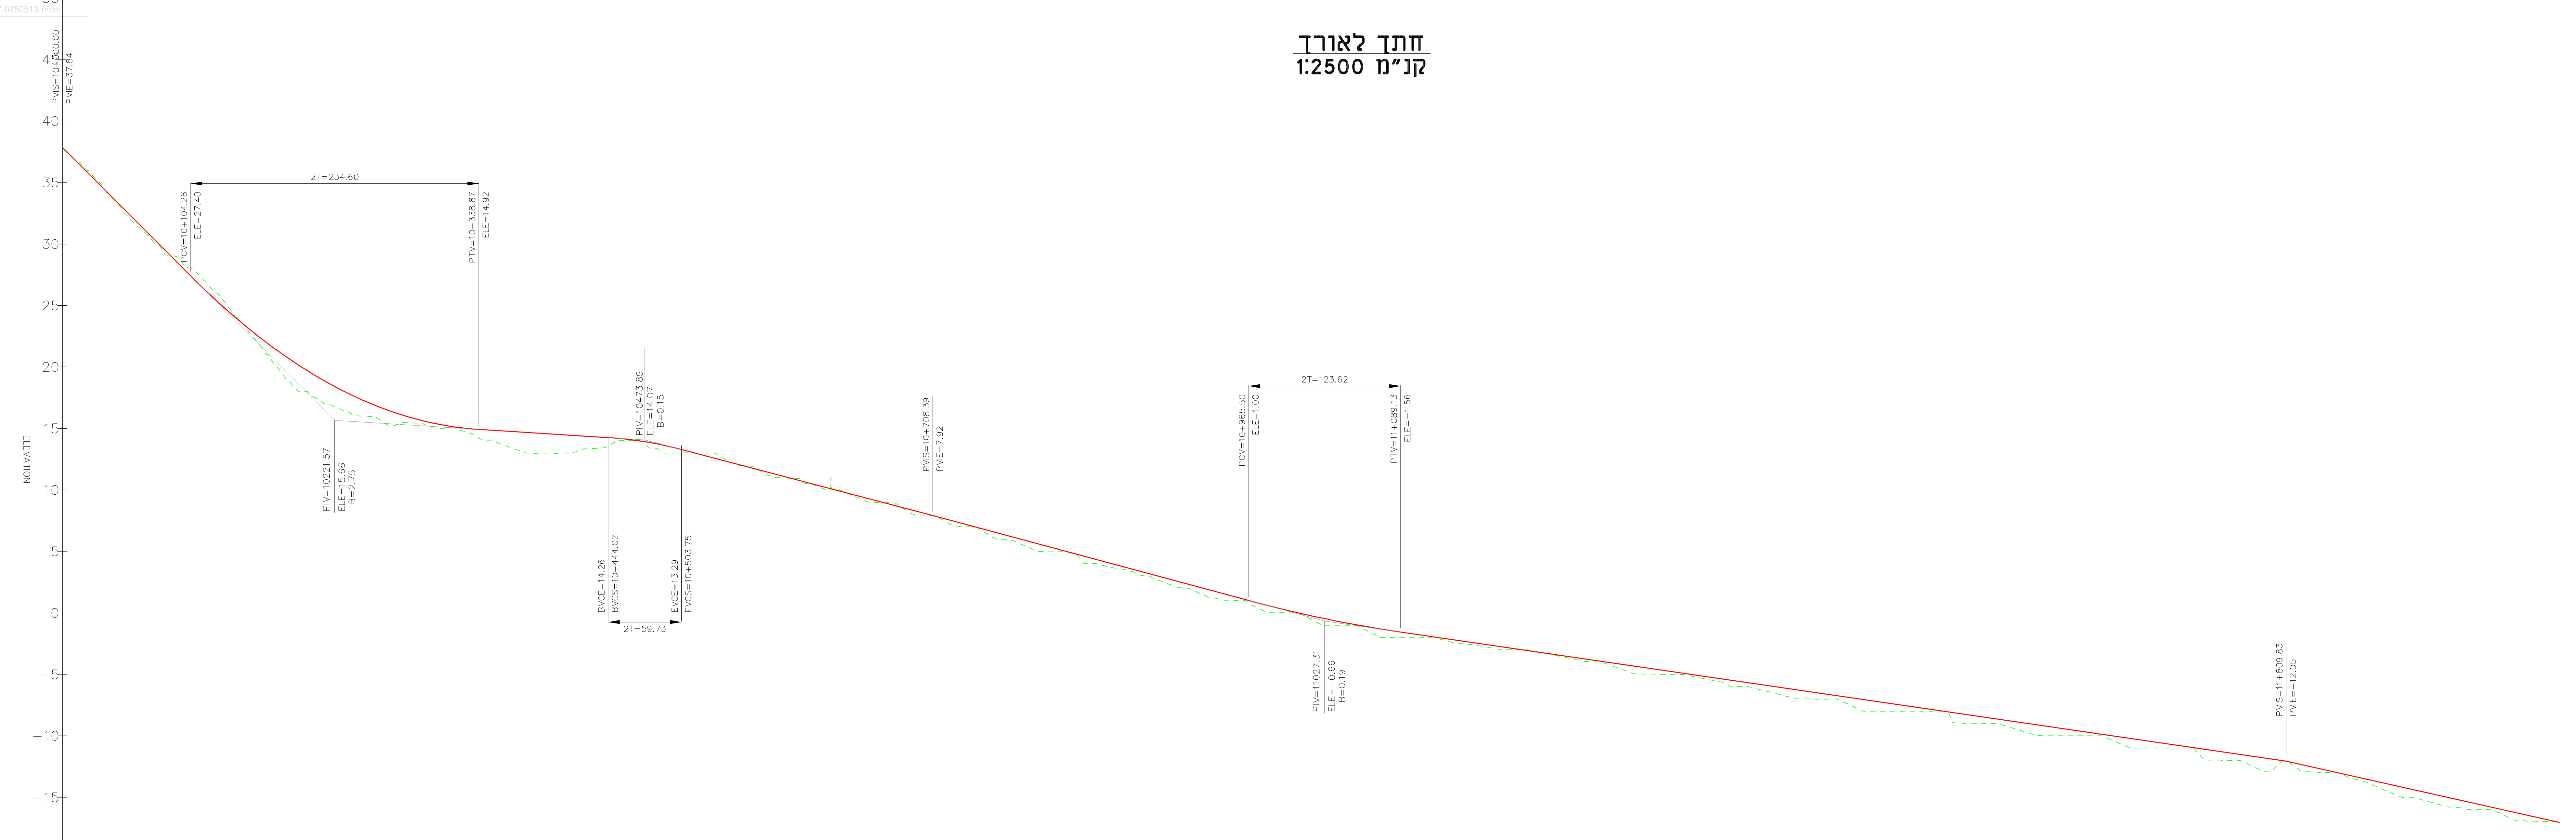 חתך לאורך
קנ"מ 1:2500
תכנית
PVIE=37.84
45
40
35
30
25
20
15
10
5
0
-5
-10
-15
ELEVATION
2T=234.60
PCV=10+104.26
ELE=27.40
PTV=10+338.87
ELE=14.92
PIV=10221.57
ELE=15.66
B=2.75
PIV=10473.89
ELE=14.07
B=0.15
BVCE=14.26
BVCS=10+444.02
EVCE=13.29
EVCS=10+503.75
2T=59.73
PVIS=10+708.39
PVIE=7.92
2T=123.62
PCV=10+965.50
ELE=1.00
PTV=11+089.13
ELE=-1.56
PIV=11027.31
ELE=-0.66
B=0.19
PVIS=11+809.83
PVIE=-12.05